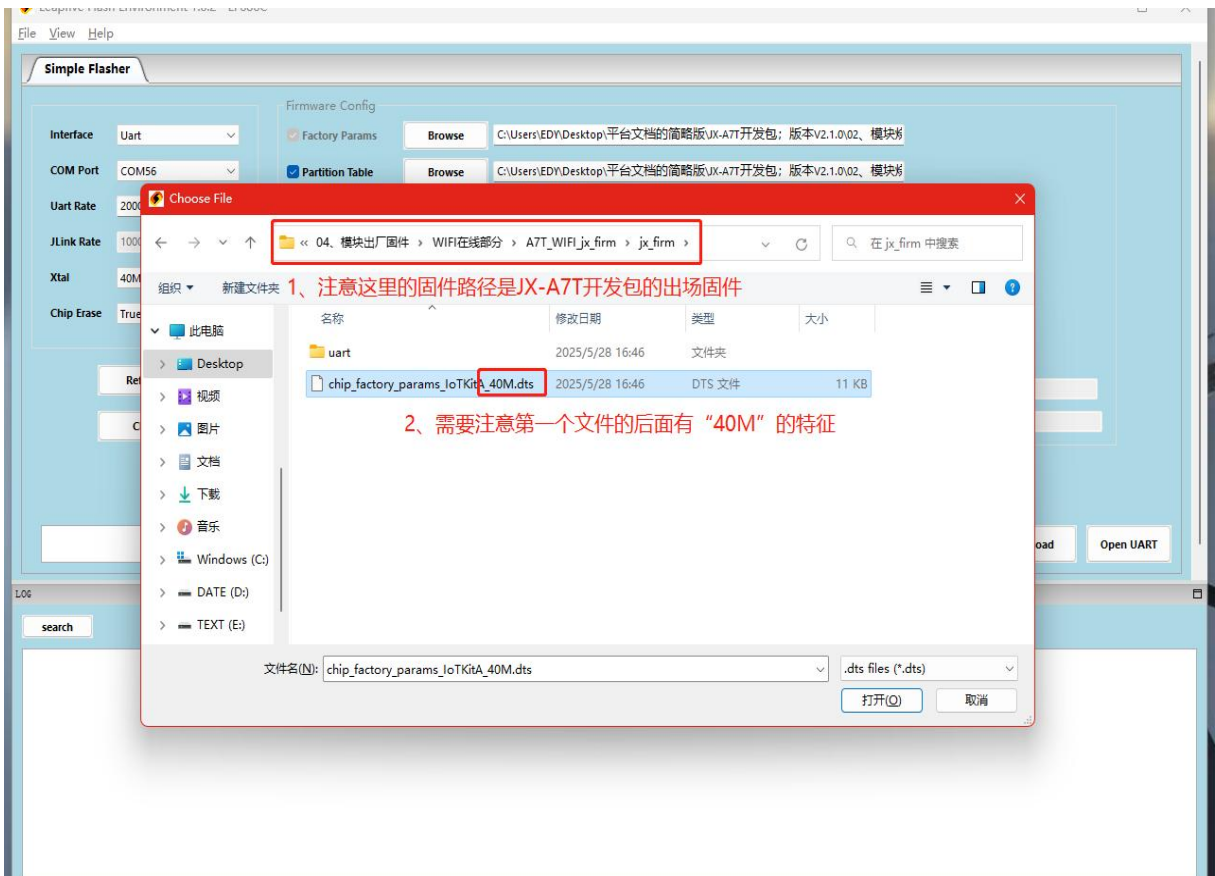 File View Help
Simple Flasher
Firmware Config
Interface Uart
Factory Params Browse C:\Users\EDY\Desktop\平台文档的简略版\JX-A7T开发包；版本V2.1.0\02、模块烧
COM Port COM56
Partition Table Browse C:\Users\EDY\Desktop\平台文档的简略版\JX-A7T开发包；版本V2.1.0\02、模块烧
Uart Rate
JLink Rate
Xtal 40M
Chip Erase True
Choose File
« 04、模块出厂固件 › WIFI在线部分 › A7T_WIFI_jx_firm › jx_firm ›
在 jx_firm 中搜索
组织 新建文件夹
1、注意这里的固件路径是JX-A7T开发包的出场固件
名称 修改日期 类型 大小
uart 2025/5/28 16:46 文件夹
chip_factory_params_IoTKitA_40M.dts 2025/5/28 16:46 DTS 文件 11 KB
2、需要注意第一个文件的后面有“40M”的特征
此电脑
Desktop
视频
图片
文档
下载
音乐
Windows (C:)
DATE (D:)
TEXT (E:)
文件名(N): chip_factory_params_IoTKitA_40M.dts .dts files (*.dts)
打开(O) 取消
Open UART
LOG
search